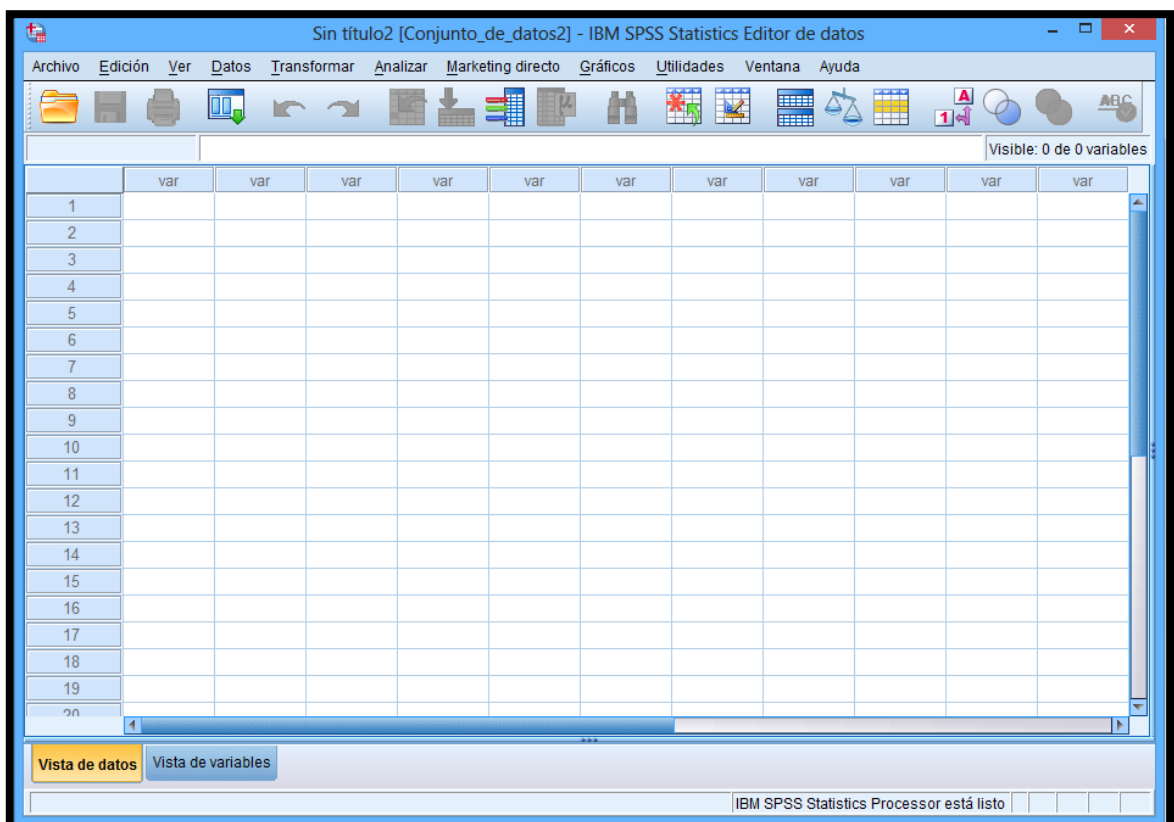 Sin título2 [Conjunto_de_datos2] - IBM SPSS Statistics Editor de datos
Archivo Edición Ver Datos Transformar Analizar Marketing directo Gráficos Utilidades Ventana Ayuda
A
1
ABC
µ
Visible: 0 de 0 variables
var var var var var var var var var var var
1
2
3
4
5
6
7
8
9
10
11
12
13
14
15
16
17
18
19
20
Vista de datos Vista de variables
IBM SPSS Statistics Processor está listo